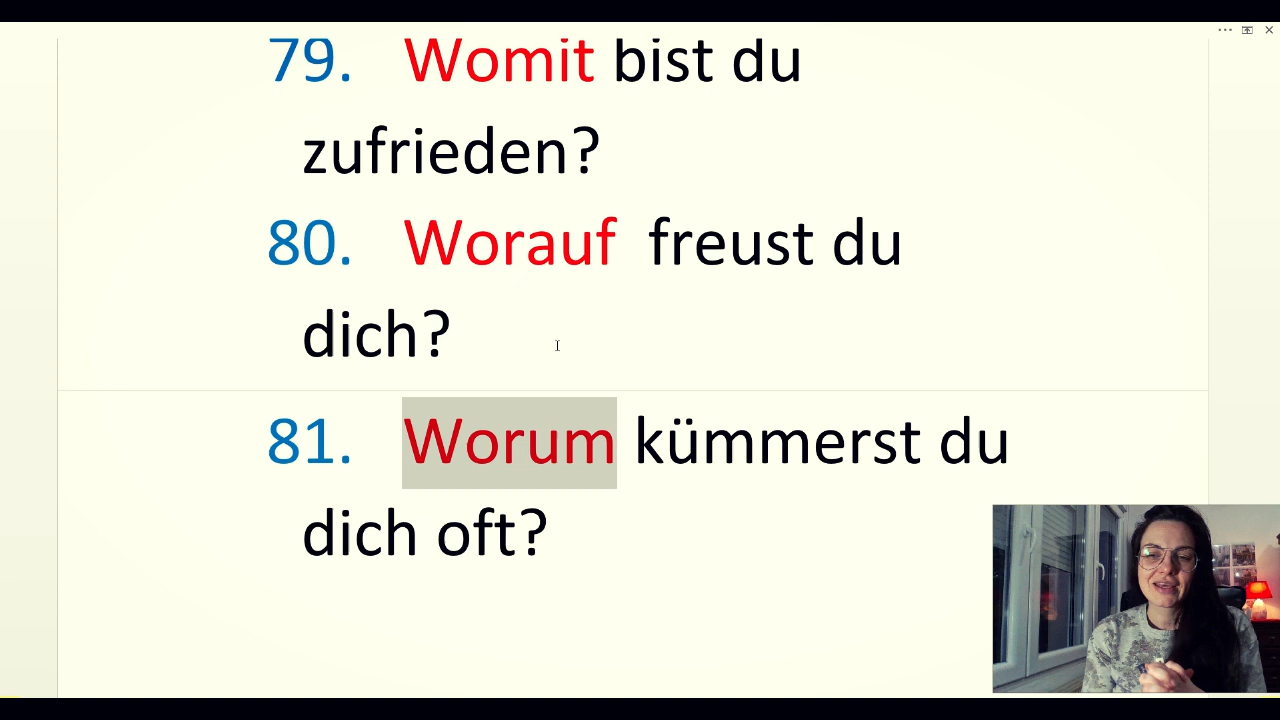 79. Womit bist du
zufrieden?
80. Worauf freust du
dich?
81. Worum kümmerst du
dich oft?